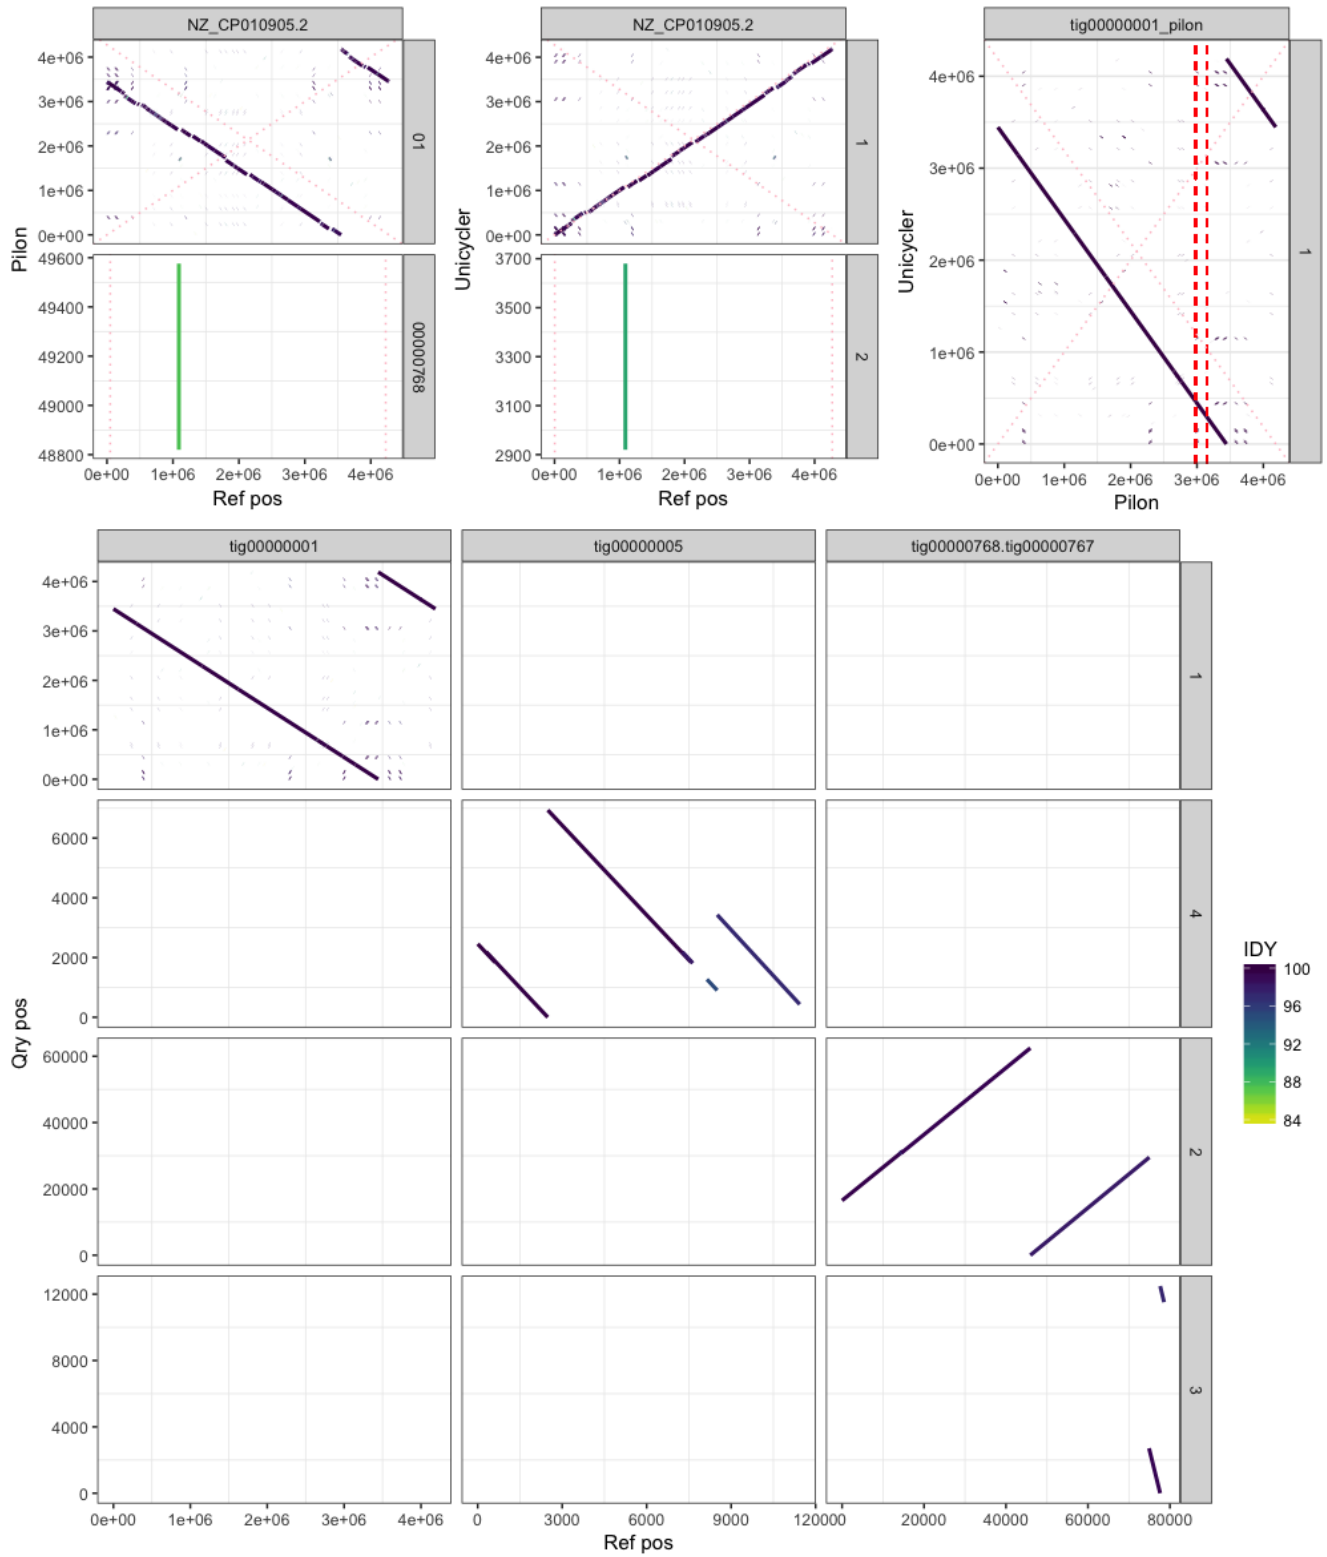 NZ_CP010905.2
4e+06
3e+06
2e+06
1e+06
0e+00
01
Pilon
49600
49400
49200
49000
48800
00000768
0e+00 1e+06 2e+06 3e+06 4e+06
Ref pos
NZ_CP010905.2
4e+06
3e+06
2e+06
1e+06
0e+00
1
Unicycler
3700
3500
3300
3100
2900
2
0e+00 1e+06 2e+06 3e+06 4e+06
Ref pos
tig00000001_pilon
4e+06
3e+06
2e+06
1e+06
0e+00
1
Unicycler
0e+00 1e+06 2e+06 3e+06 4e+06
Pilon
tig00000001 tig00000005 tig00000768.tig00000767
4e+06
3e+06
2e+06
1e+06
0e+00
1
6000
4000
2000
0
4
Qry pos
60000
40000
20000
0
2
12000
8000
4000
0
3
0e+00 1e+06 2e+06 3e+06 4e+06 0 3000 6000 9000 120000 20000 40000 60000 80000
Ref pos
IDY
100
96
92
88
84